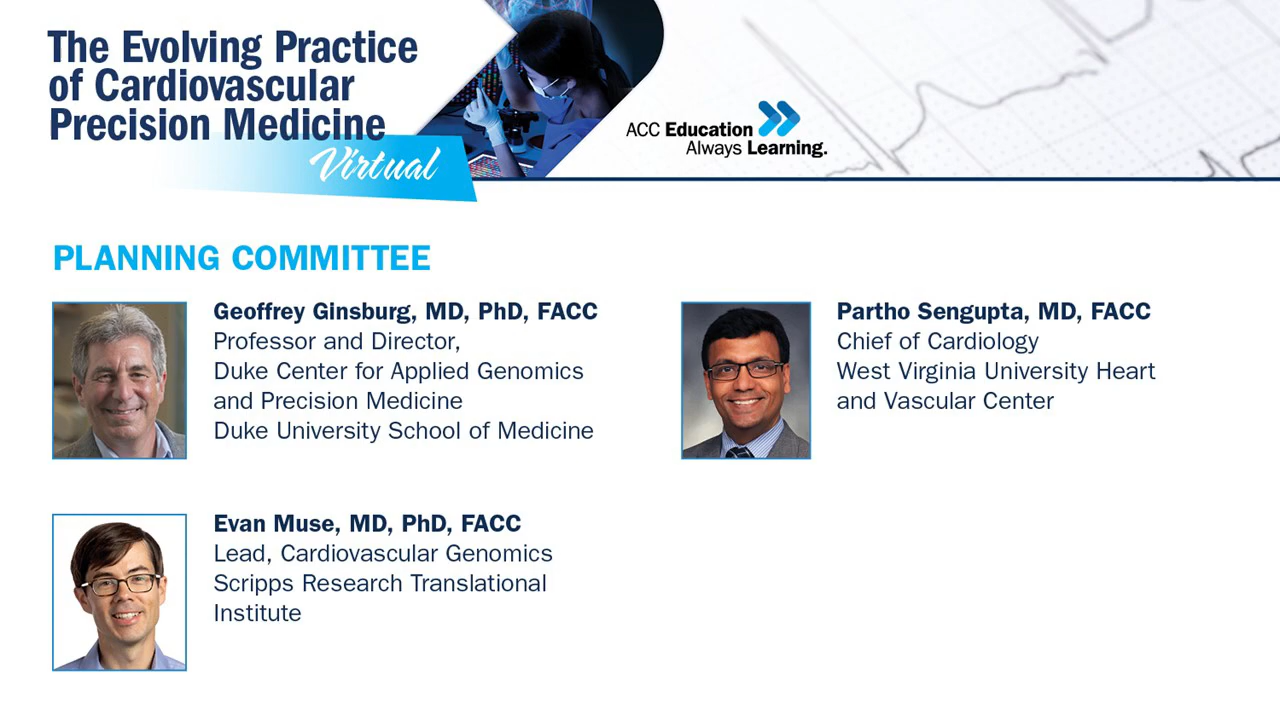 The Evolving Practice
of Cardiovascular
Precision Medicine
Virtual
ACC Education
Always Learning.
PLANNING COMMITTEE
Geoffrey Ginsburg, MD, PhD, FACC
Professor and Director,
Duke Center for Applied Genomics
and Precision Medicine
Duke University School of Medicine
Partho Sengupta, MD, FACC
Chief of Cardiology
West Virginia University Heart
and Vascular Center
Evan Muse, MD, PhD, FACC
Lead, Cardiovascular Genomics
Scripps Research Translational
Institute